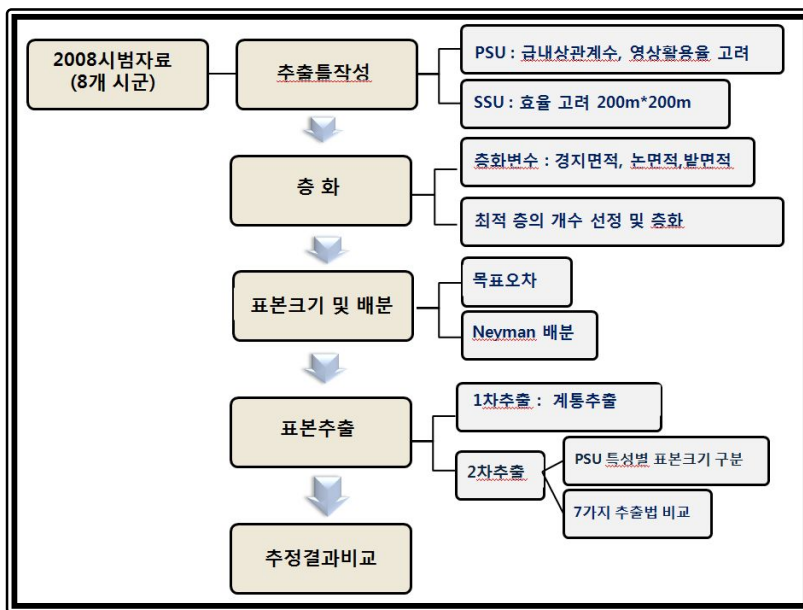 2008시범자료
(8개 시군)
추출틀작성
PSU : 급내상관계수, 영상활용율 고려
SSU : 효율 고려 200m*200m
층 화
층화변수 : 경지면적, 논면적,밭면적
최적 층의 개수 선정 및 층화
표본크기 및 배분
목표오차
Neyman 배분
표본추출
1차추출 : 계통추출
2차추출
PSU 특성별 표본크기 구분
7가지 추출법 비교
추정결과비교